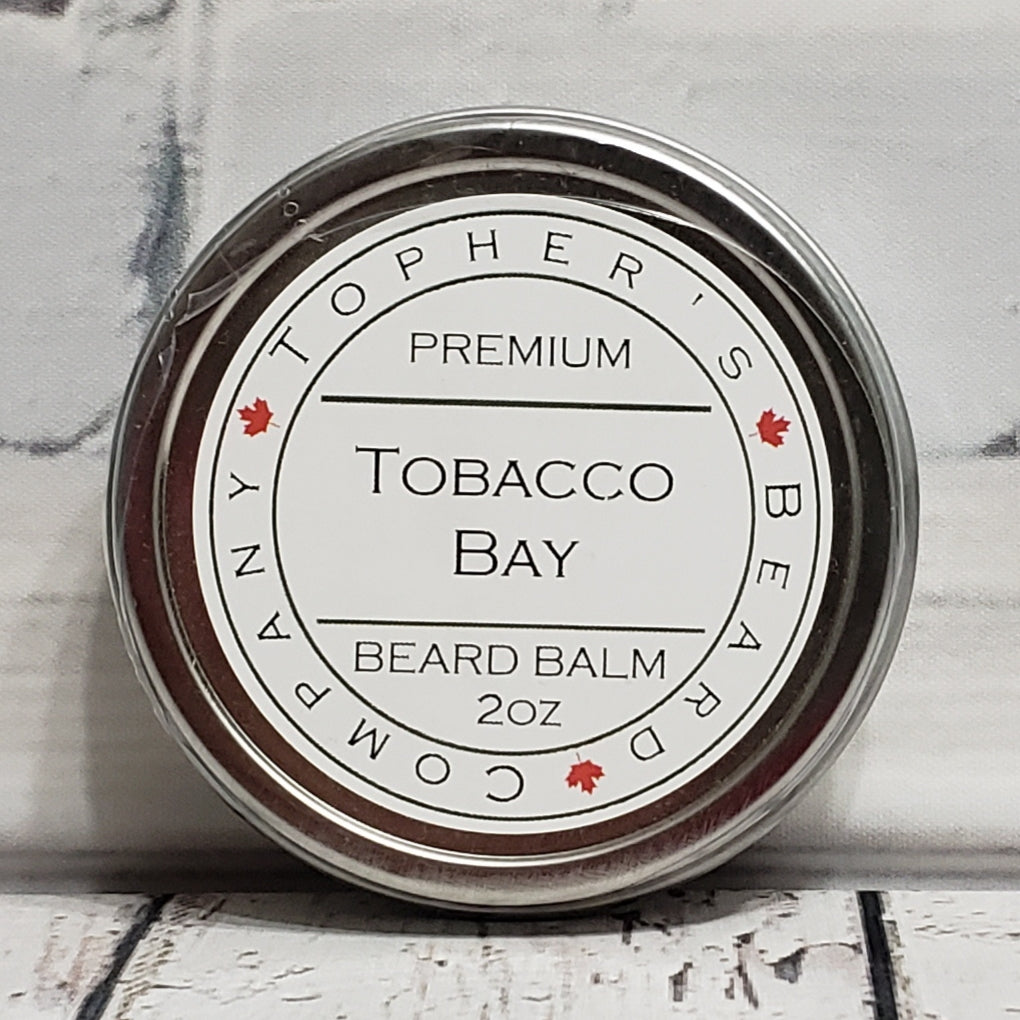 TOPHER'S BEARD COMPANY
PREMIUM
TOBACCO
BAY
BEARD BALM
2OZ